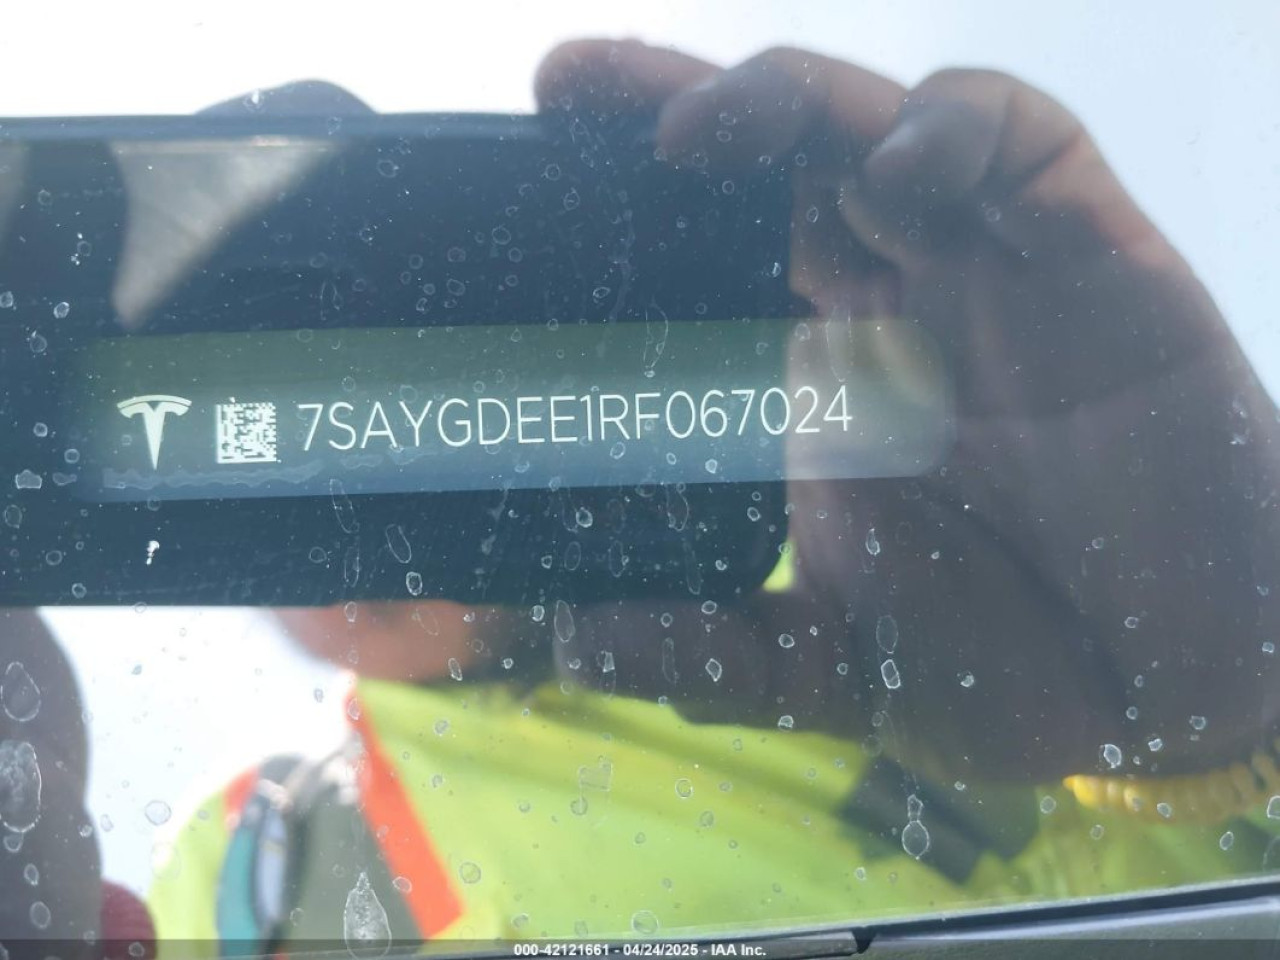 7SAYGDEE1RF067024
000-42121661 - 04/24/2025 - IAA Inc.